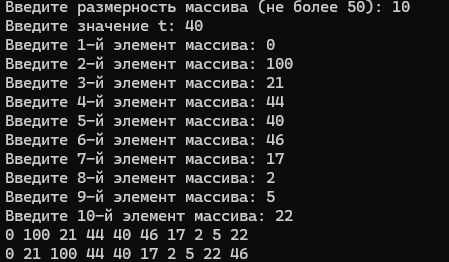 Введите размерность массива (не более 50): 10
Введите значение t: 40
Введите 1-й элемент массива: 0
Введите 2-й элемент массива: 100
Введите 3-й элемент массива: 21
Введите 4-й элемент массива: 44
Введите 5-й элемент массива: 40
Введите 6-й элемент массива: 46
Введите 7-й элемент массива: 17
Введите 8-й элемент массива: 2
Введите 9-й элемент массива: 5
Введите 10-й элемент массива: 22
0 100 21 44 40 46 17 2 5 22
0 21 100 44 40 17 2 5 22 46